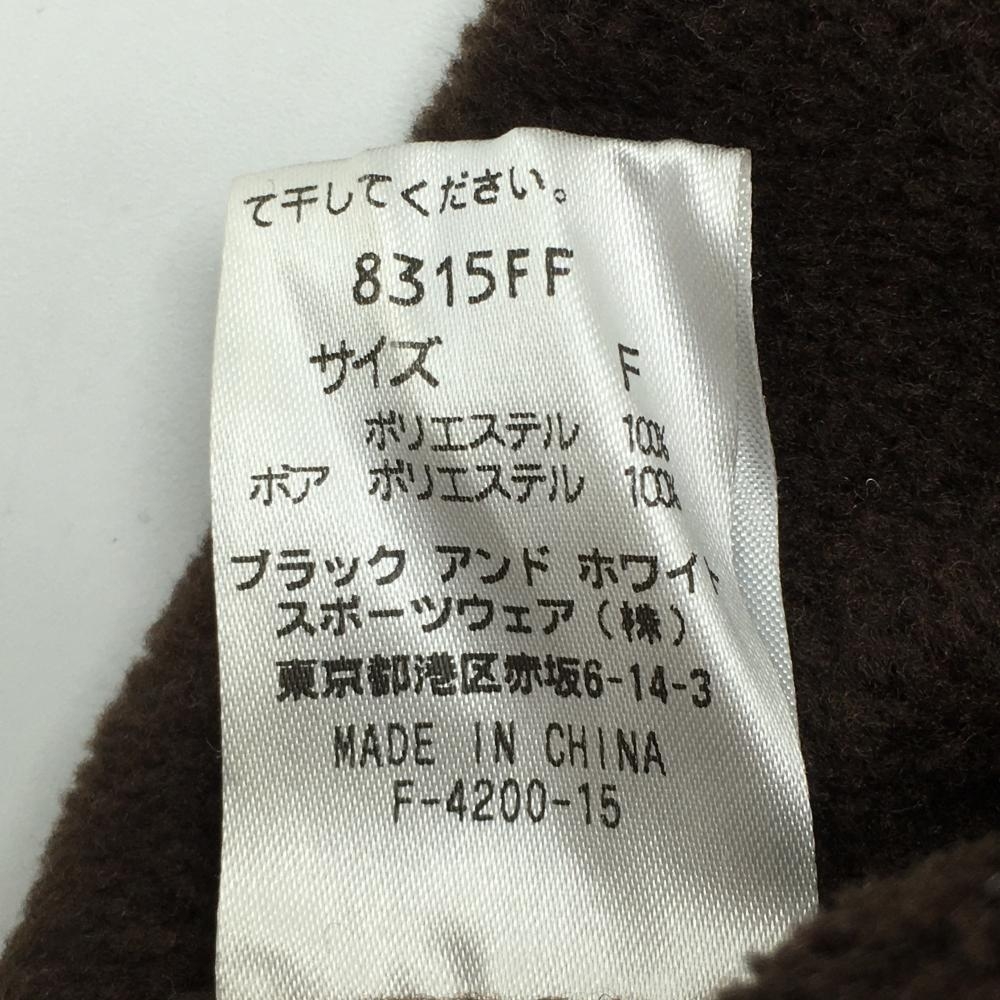 て干してください。
8315FF
サイズ F
ポリエステル 100%
ボア ポリエステル 100%
ブラック アンド ホワイト
スポーツウェア(株)
東京都港区赤坂6-14-3
MADE IN CHINA
F-4200-15